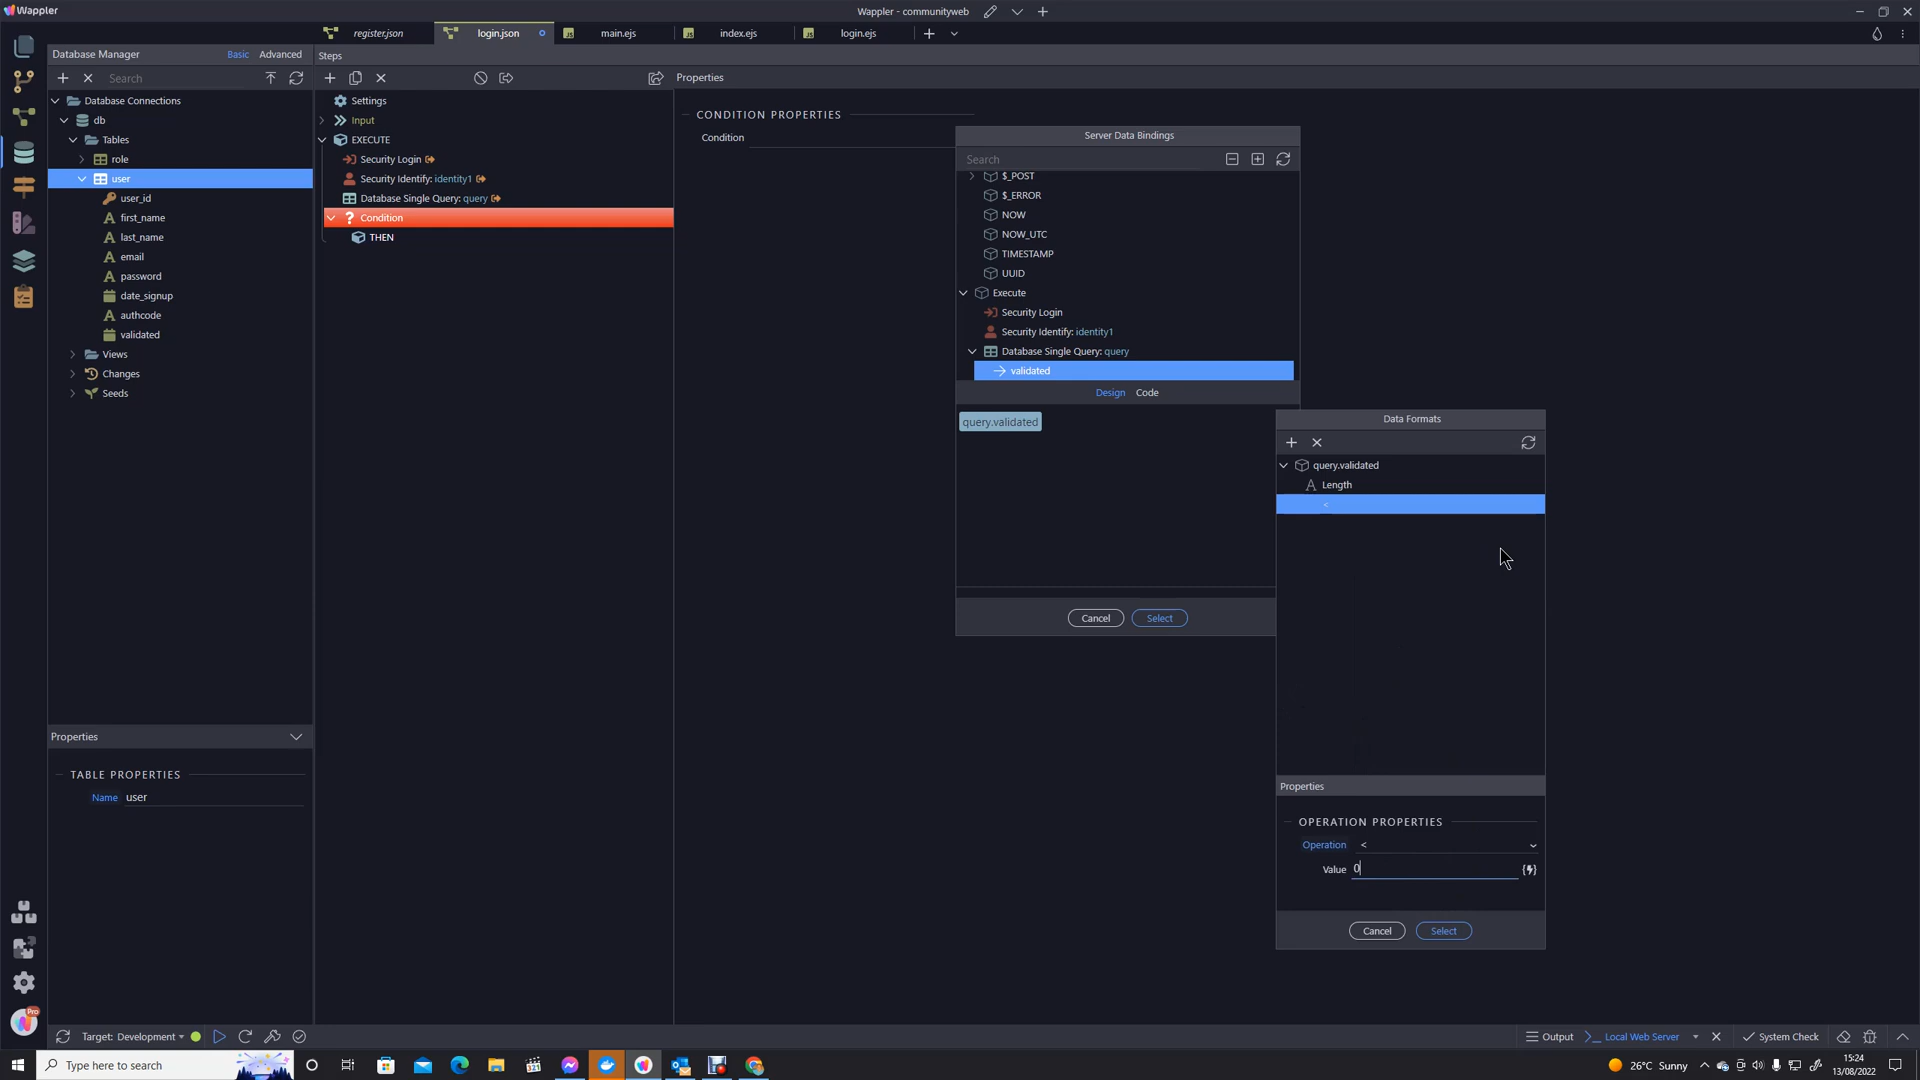 Wappler
Wappler - communityweb
register.json
login.json
main.ejs
index.ejs
login.ejs
Database Manager
Basic
Advanced
Search
Database Connections
db
Tables
role
user
user_id
first_name
last_name
email
password
date_signup
authcode
validated
Views
Changes
Seeds
Properties
TABLE PROPERTIES
Name user
Steps
Settings
Input
EXECUTE
Security Login
Security Identify: identity1
Database Single Query: query
? Condition
THEN
Properties
CONDITION PROPERTIES
Condition
Server Data Bindings
Search
$_POST
$_ERROR
NOW
NOW_UTC
TIMESTAMP
UUID
Execute
Security Login
Security Identify: identity1
Database Single Query: query
validated
Design Code
query.validated
Cancel Select
Data Formats
query.validated
Length
<
Properties
OPERATION PROPERTIES
Operation <
Value 0
Cancel Select
Pro
Target: Development
Output
Local Web Server
System Check
Type here to search
26°C Sunny
15:24
13/08/2022